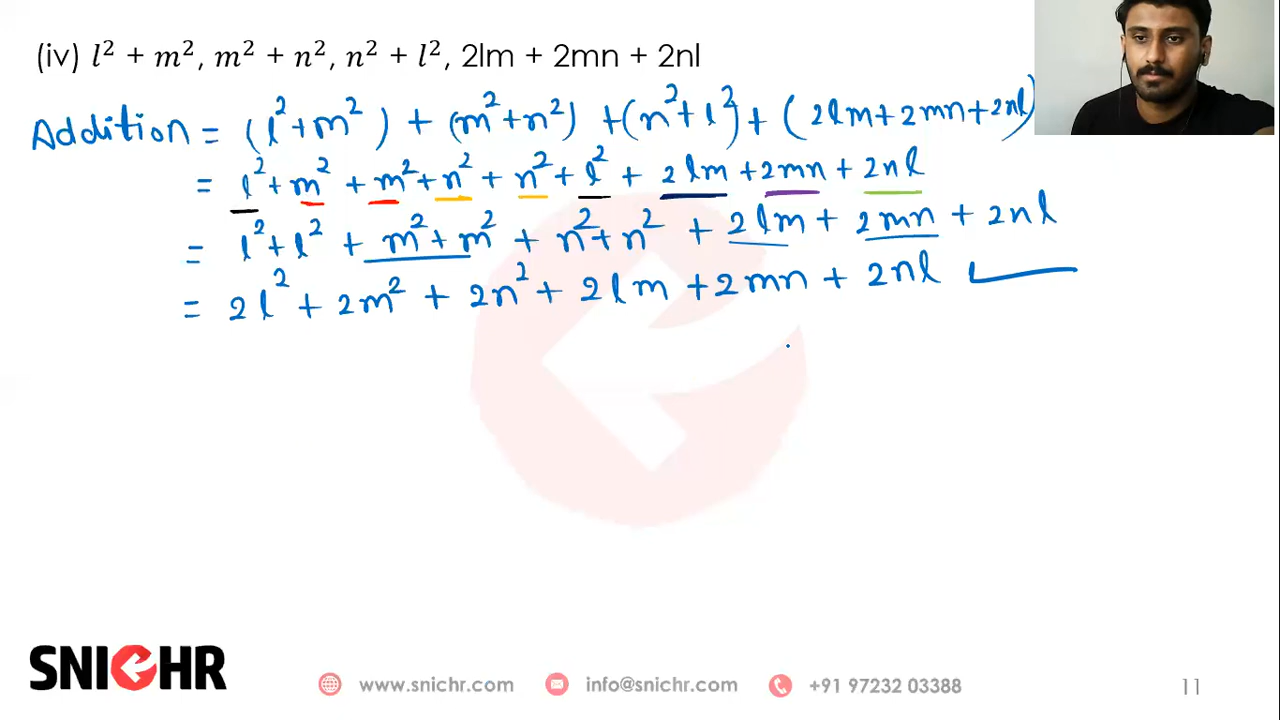 (iv) l² + m², m² + n², n² + l², 2lm + 2mn + 2nl
Addition = (l²+m²) + (m²+n²) +(n²+l²) + (2lm+2mn+2nl)
= l²+m² + m²+n² + n²+l² + 2lm +2mn+2nl
= l²+l² + m²+m² + n²+n² + 2lm + 2mn + 2nl
= 2l² + 2m² + 2n² + 2lm +2mn + 2nl
SNICHR
www.snichr.com info@snichr.com +91 97232 03388 11